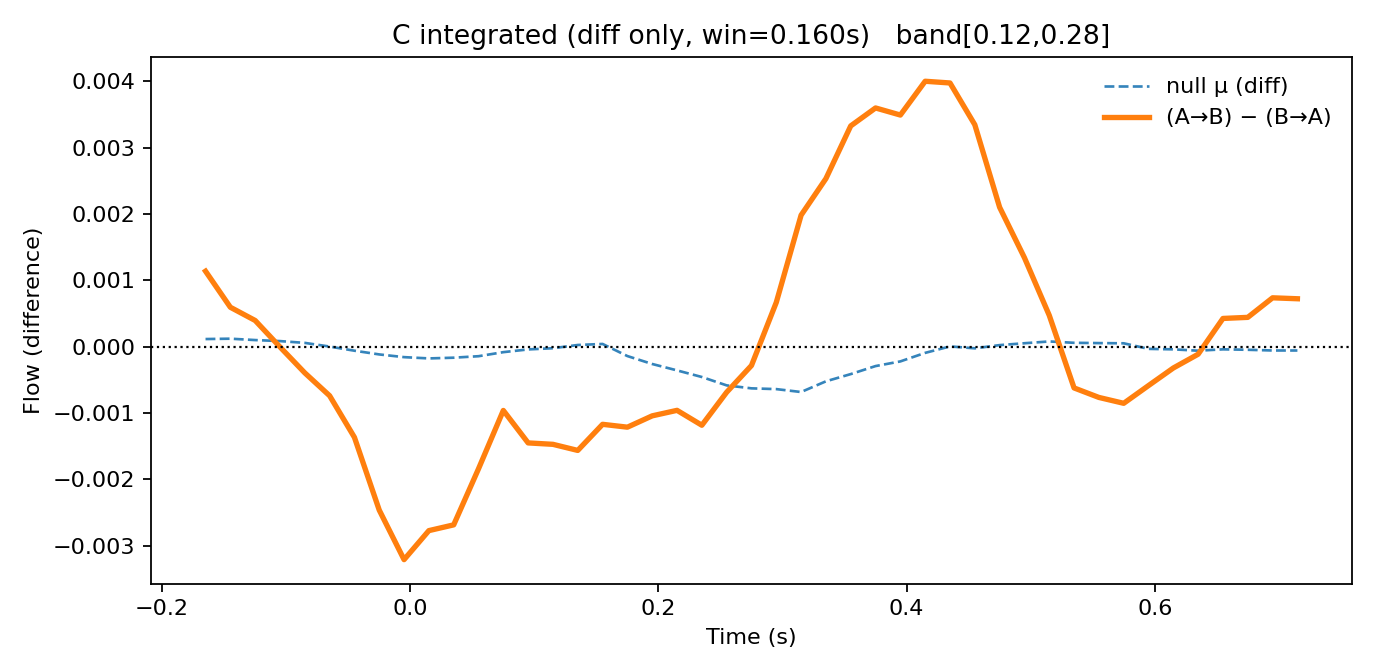 C integrated (diff only, win=0.160s)   band[0.12,0.28]
null μ (diff)
(A→B) − (B→A)
Flow (difference)
0.004
0.003
0.002
0.001
0.000
−0.001
−0.002
−0.003
−0.2
0.0
0.2
0.4
0.6
Time (s)